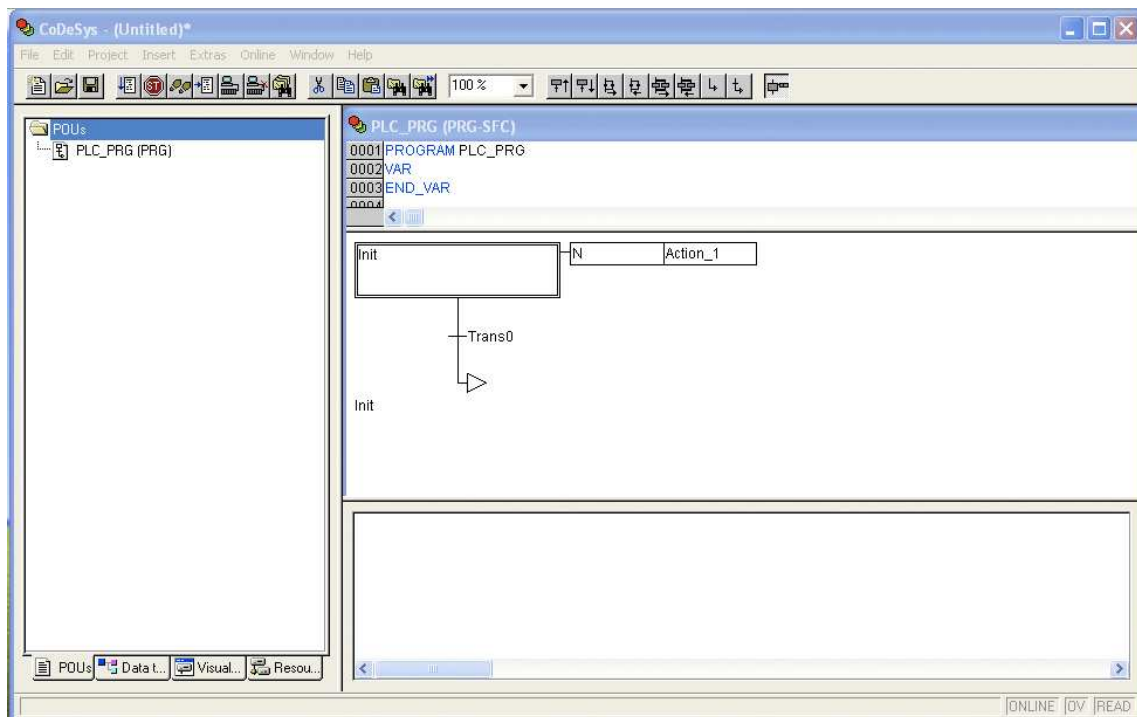 CoDeSys - (Untitled)*
File Edit Project Insert Extras Online Window Help
100 %
POUs
PLC_PRG (PRG)
PLC_PRG (PRG-SFC)
0001 PROGRAM PLC_PRG
0002 VAR
0003 END_VAR
0004
Init
N Action_1
Trans0
Init
POUs Data t... Visual... Resou...
ONLINE OV READ